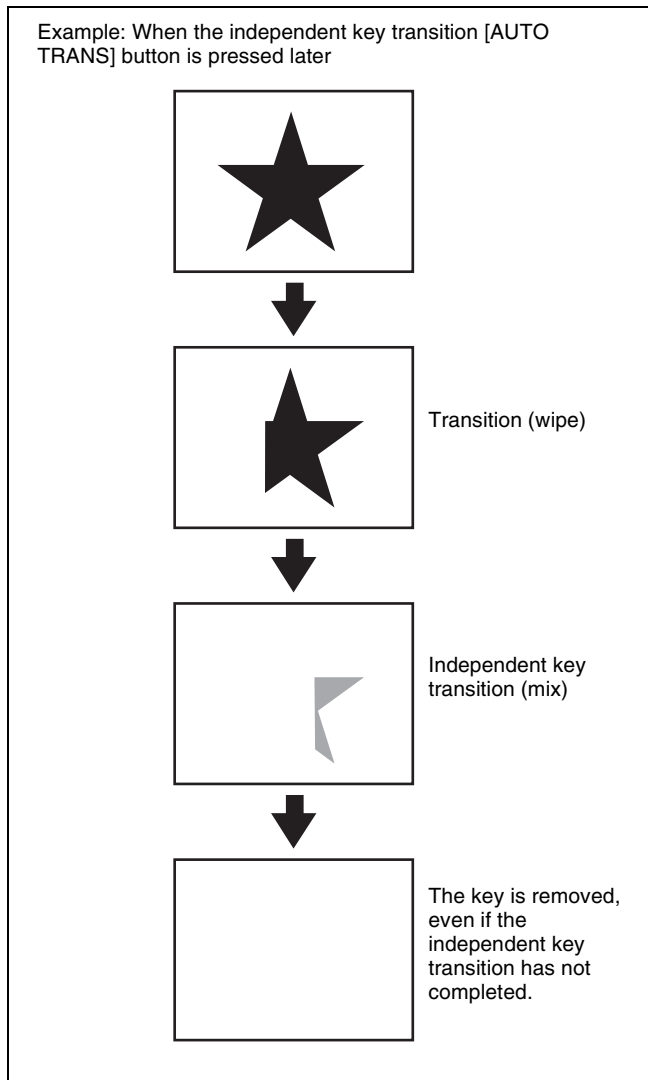 Example: When the independent key transition [AUTO
TRANS] button is pressed later
Transition (wipe)
Independent key
transition (mix)
The key is removed,
even if the
independent key
transition has not
completed.